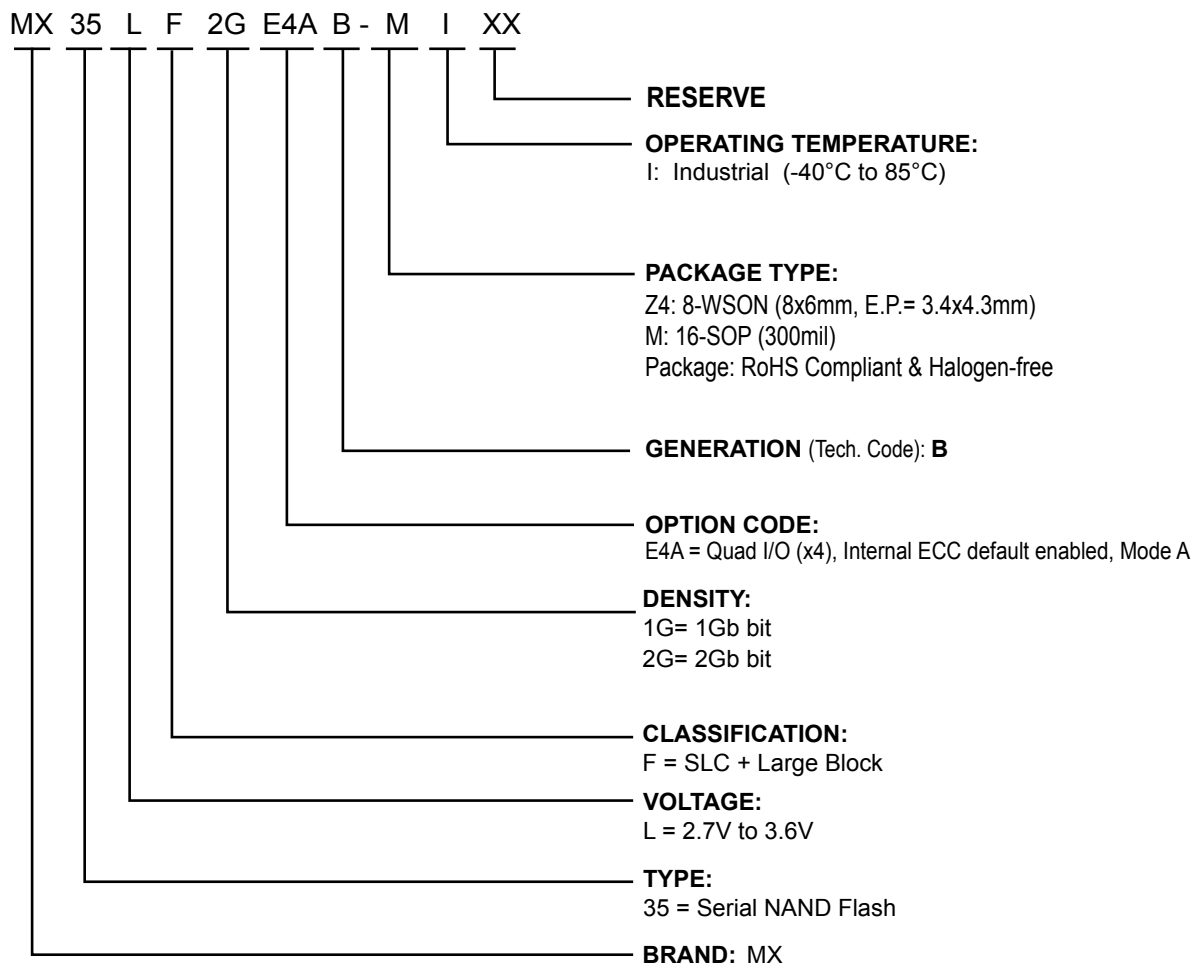 MX 35 L F 2G E4A B - M I XX
RESERVE
OPERATING TEMPERATURE:
I: Industrial (-40°C to 85°C)
PACKAGE TYPE:
Z4: 8-WSON (8x6mm, E.P.= 3.4x4.3mm)
M: 16-SOP (300mil)
Package: RoHS Compliant & Halogen-free
GENERATION (Tech. Code): B
OPTION CODE:
E4A = Quad I/O (x4), Internal ECC default enabled, Mode A
DENSITY:
1G= 1Gb bit
2G= 2Gb bit
CLASSIFICATION:
F = SLC + Large Block
VOLTAGE:
L = 2.7V to 3.6V
TYPE:
35 = Serial NAND Flash
BRAND: MX